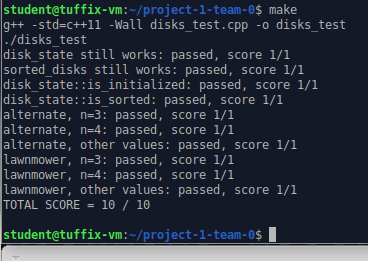 student@tuffix-vm:~/project-1-team-0$ make
g++ -std=c++11 -Wall disks_test.cpp -o disks_test
./disks_test
disk_state still works: passed, score 1/1
sorted_disks still works: passed, score 1/1
disk_state::is_initialized: passed, score 1/1
disk_state::is_sorted: passed, score 1/1
alternate, n=3: passed, score 1/1
alternate, n=4: passed, score 1/1
alternate, other values: passed, score 1/1
lawnmower, n=3: passed, score 1/1
lawnmower, n=4: passed, score 1/1
lawnmower, other values: passed, score 1/1
TOTAL SCORE = 10 / 10

student@tuffix-vm:~/project-1-team-0$